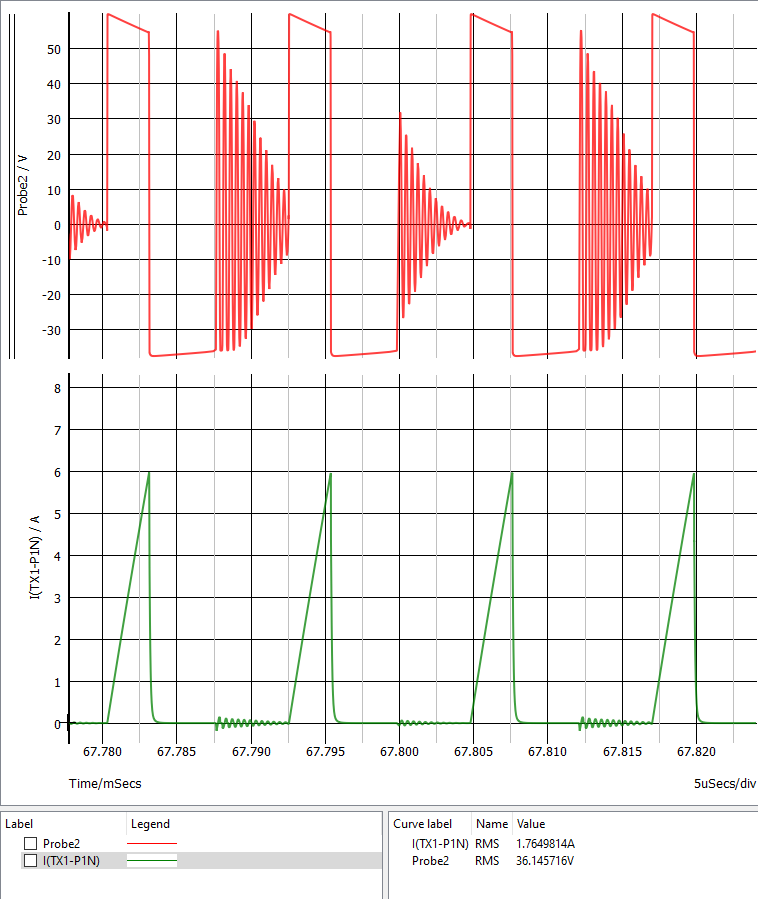 50
40
30
20
10
0
-10
-20
-30
Probe2 / V
8
7
6
5
4
3
2
1
0
I(TX1-P1N) / A
67.780 67.785 67.790 67.795 67.800 67.805 67.810 67.815 67.820
Time/mSecs 5uSecs/div
Label Legend
Probe2
I(TX1-P1N)
Curve label Name Value
I(TX1-P1N) RMS 1.7649814A
Probe2 RMS 36.145716V